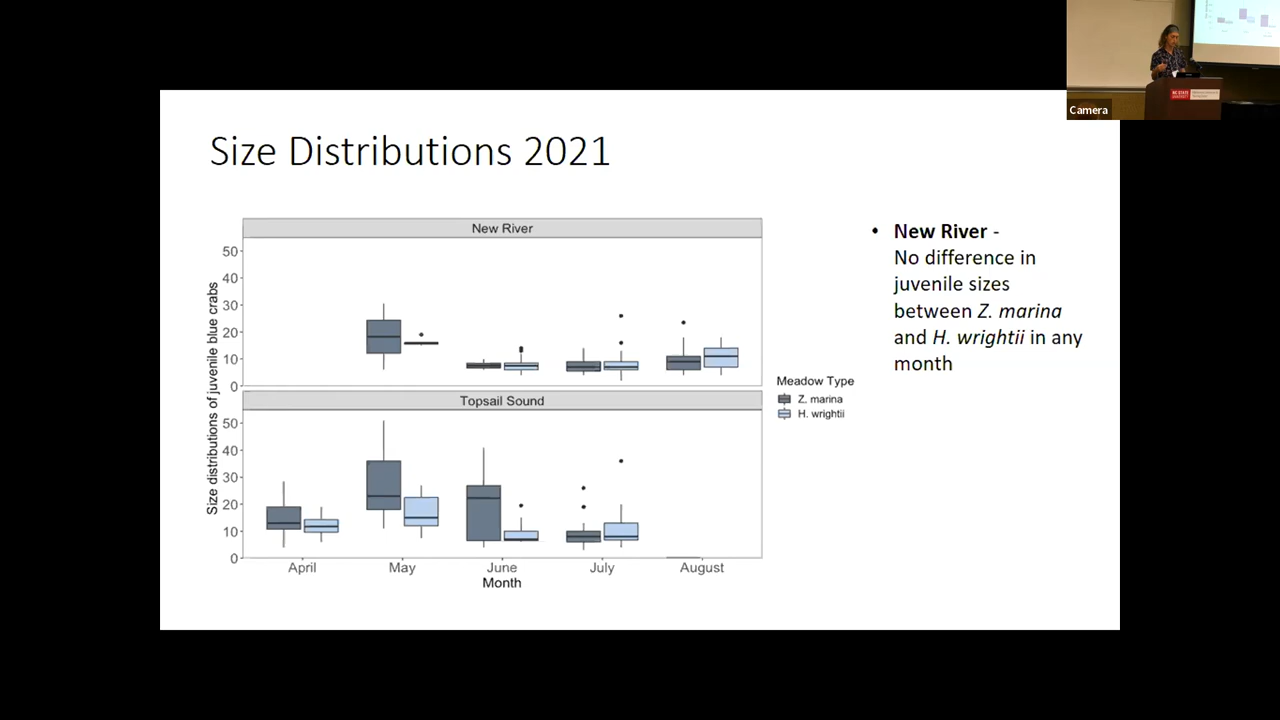 Camera
NC STATE
Size Distributions 2021
New River
50
40
30
20
10
0
Topsail Sound
50
40
30
20
10
0
Size distributions of juvenile blue crabs
April May June July August
Month
Meadow Type
Z. marina
H. wrightii
• New River -
No difference in
juvenile sizes
between Z. marina
and H. wrightii in any
month